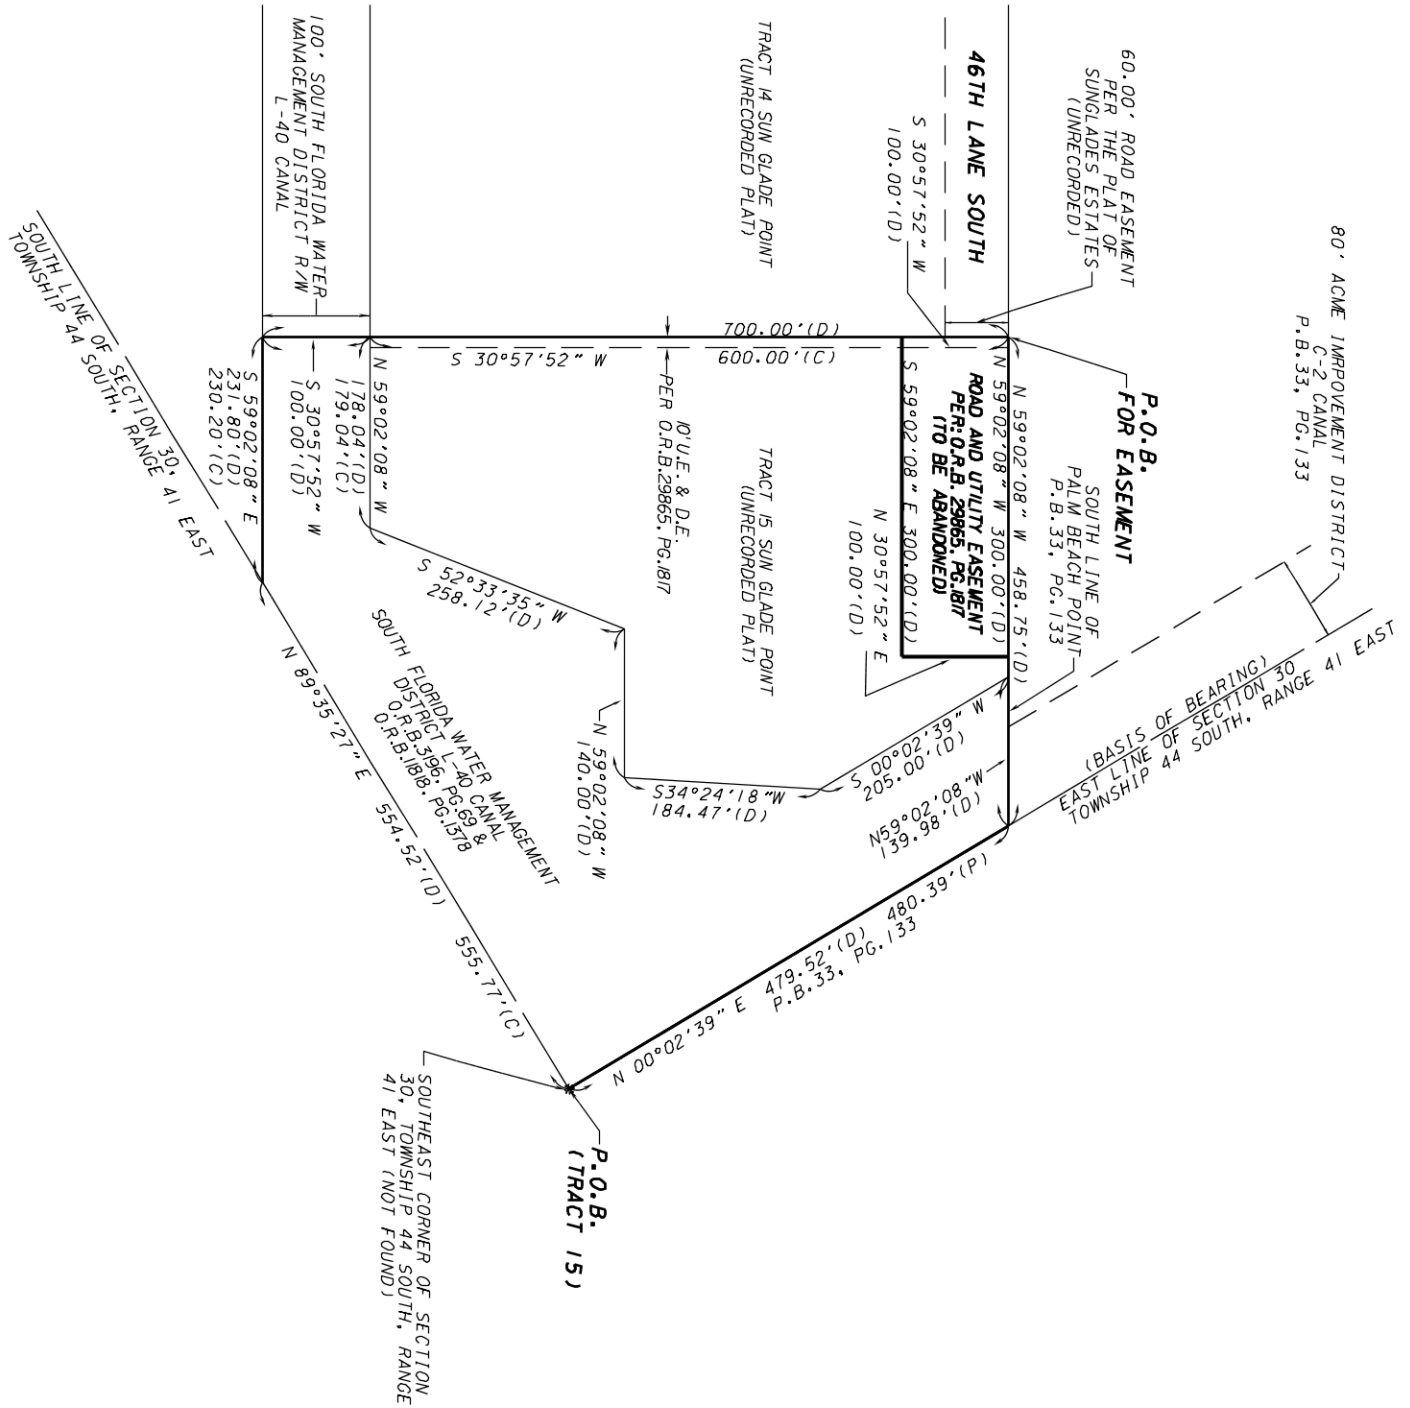 80' ACME IMRPOVEMENT DISTRICT
C-2 CANAL
P.B.33, PG.133
60.00' ROAD EASEMENT
PER THE PLAT OF
SUNGLADES ESTATES
(UNRECORDED)
P.O.B.
FOR EASEMENT
SOUTH LINE OF
PALM BEACH POINT
P.B.33, PG.133
(BASIS OF BEARING)
EAST LINE OF SECTION 30
TOWNSHIP 44 SOUTH, RANGE 41 EAST
46TH LANE SOUTH
S 30°57'52" W
100.00'(D)
N 59°02'08" W 458.75'(D)
N 59°02'08" W 300.00'(D)
ROAD AND UTILITY EASEMENT
PER: O.R.B. 29865, PG.1817
(TO BE ABANDONED)
S 59°02'08" E 300.00'(D)
N 30°57'52" E
100.00'(D)
S 00°02'39" W
205.00'(D)
N59°02'08"W
139.98'(D)
TRACT 14 SUN GLADE POINT
(UNRECORDED PLAT)
700.00'(D)
S 30°57'52" W
600.00'(C)
TRACT 15 SUN GLADE POINT
(UNRECORDED PLAT)
10'U.E. & D.E.
PER O.R.B.29865, PG.1817
S34°24'18"W
184.47'(D)
N 59°02'08" W
140.00'(D)
N 00°02'39" E 479.52'(D) 480.39'(P)
P.B.33, PG.133
P.O.B.
(TRACT 15)
S 52°33'35" W
258.12'(D)
N 59°02'08" W
178.04'(D)
179.04'(C)
SOUTH FLORIDA WATER MANAGEMENT
DISTRICT L-40 CANAL
O.R.B.3196, PG.69 &
O.R.B.11818, PG.1378
100' SOUTH FLORIDA WATER
MANAGEMENT DISTRICT R/W
L-40 CANAL
S 30°57'52" W
100.00'(D)
S 59°02'08" E
231.80'(D)
230.20'(C)
N 89°35'27" E 554.52'(D) 555.77'(C)
SOUTHEAST CORNER OF SECTION
30, TOWNSHIP 44 SOUTH, RANGE
41 EAST (NOT FOUND)
SOUTH LINE OF SECTION 30,
TOWNSHIP 44 SOUTH, RANGE 41 EAST